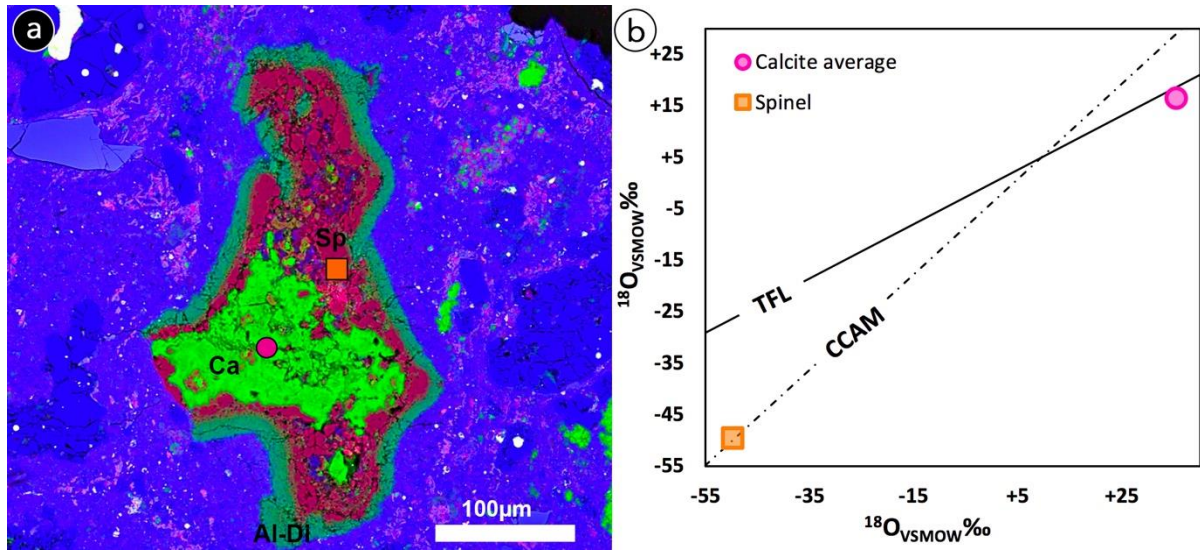 a
Sp
Ca
Al-Di
100µm
b
Calcite average
Spinel
TFL
CCAM
¹⁸O_VSMOW‰
+25
+15
+5
-5
-15
-25
-35
-45
-55
-55
-35
-15
+5
+25
¹⁸O_VSMOW‰